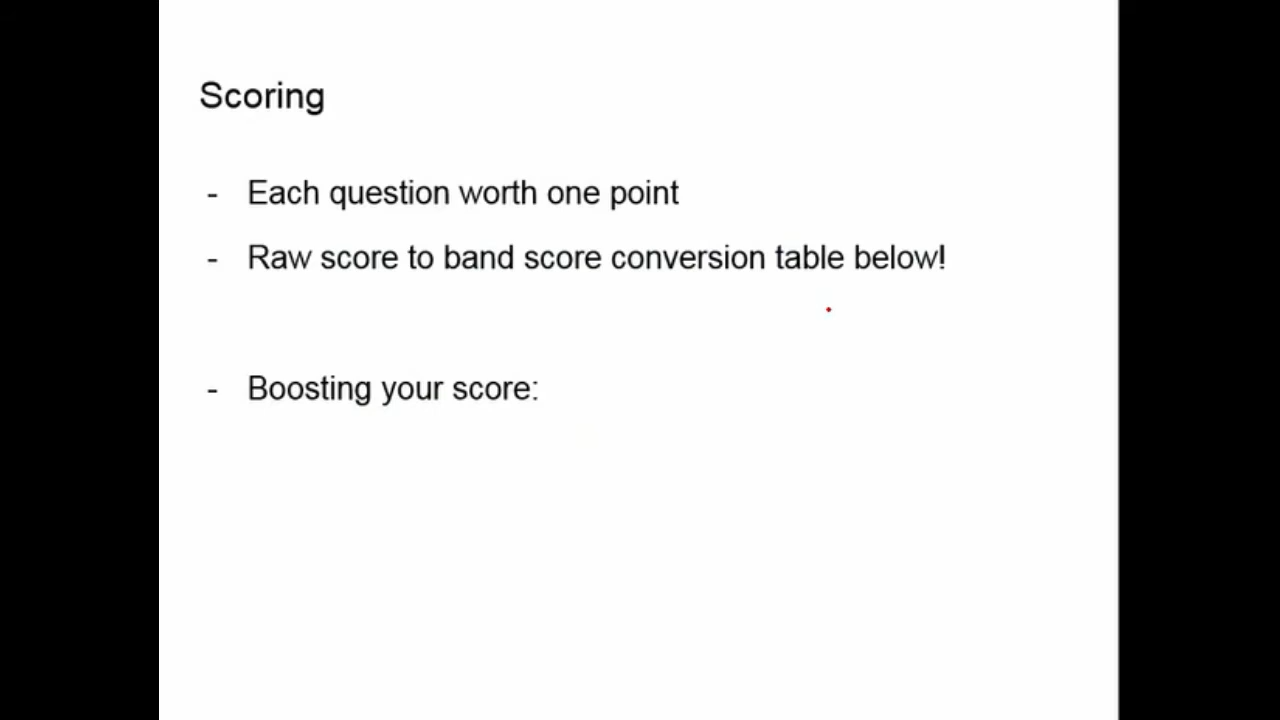 Scoring
- Each question worth one point
- Raw score to band score conversion table below!
- Boosting your score: